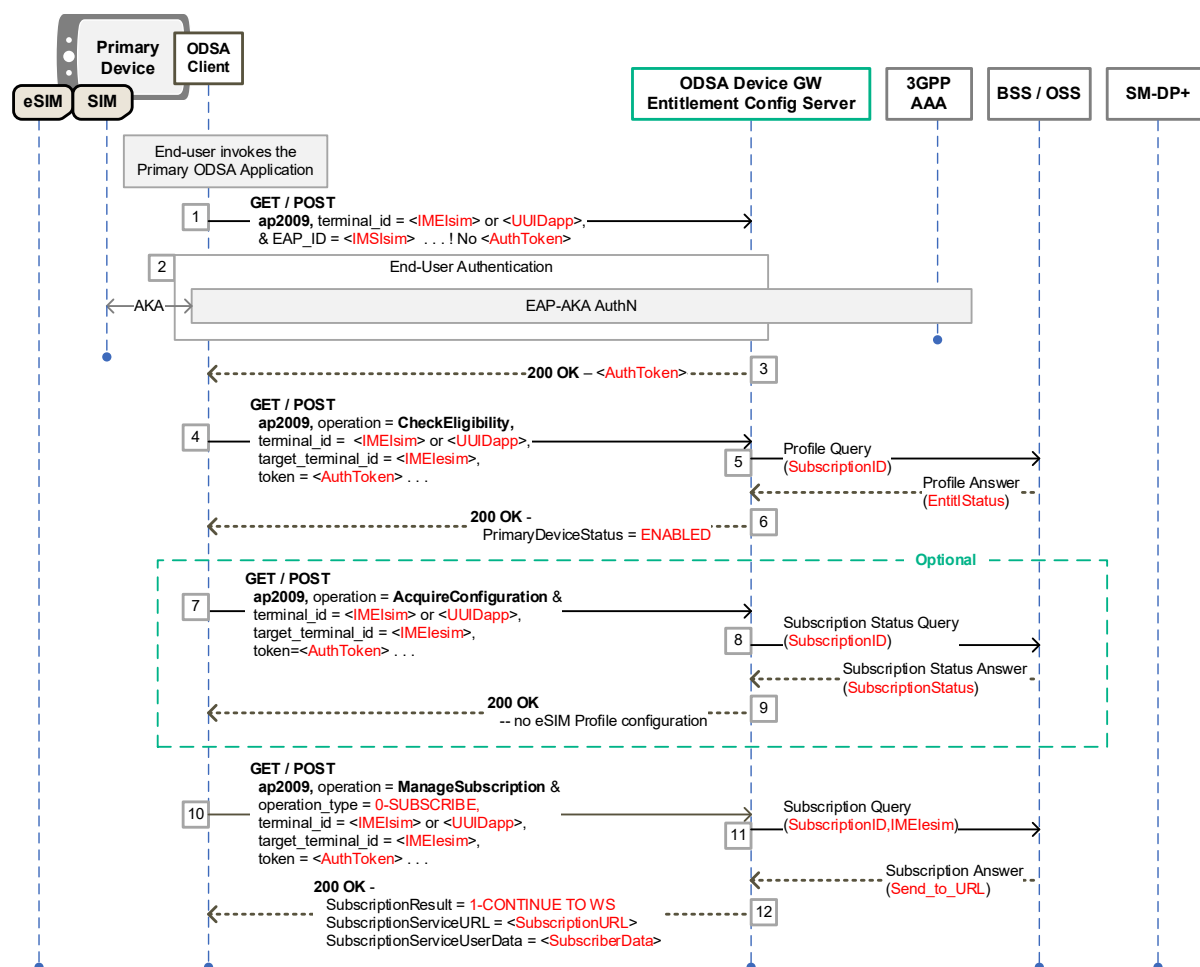 Primary
Device
ODSA
Client
eSIM
SIM
ODSA Device GW
Entitlement Config Server
3GPP
AAA
BSS / OSS
SM-DP+
End-user invokes the
Primary ODSA Application
1
GET / POST
ap2009, terminal_id = <IMEIsim> or <UUIDapp>,
& EAP_ID = <IMSIsim> . . . ! No <AuthToken>
2
End-User Authentication
AKA
EAP-AKA AuthN
200 OK – <AuthToken>
3
GET / POST
4
ap2009, operation = CheckEligibility,
terminal_id = <IMEIsim> or <UUIDapp>,
target_terminal_id = <IMEIesim>,
token = <AuthToken> . . .
5
Profile Query
(SubscriptionID)
Profile Answer
(EntitlStatus)
200 OK -
PrimaryDeviceStatus = ENABLED
6
Optional
GET / POST
7
ap2009, operation = AcquireConfiguration &
terminal_id = <IMEIsim> or <UUIDapp>,
target_terminal_id = <IMEIesim>,
token=<AuthToken> . . .
8
Subscription Status Query
(SubscriptionID)
Subscription Status Answer
(SubscriptionStatus)
200 OK
-- no eSIM Profile configuration
9
GET / POST
10
ap2009, operation = ManageSubscription &
operation_type = 0-SUBSCRIBE,
terminal_id = <IMEIsim> or <UUIDapp>,
target_terminal_id = <IMEIesim>,
token = <AuthToken> . . .
11
Subscription Query
(SubscriptionID,IMEIesim)
Subscription Answer
(Send_to_URL)
200 OK -
SubscriptionResult = 1-CONTINUE TO WS
SubscriptionServiceURL = <SubscriptionURL>
SubscriptionServiceUserData = <SubscriberData>
12